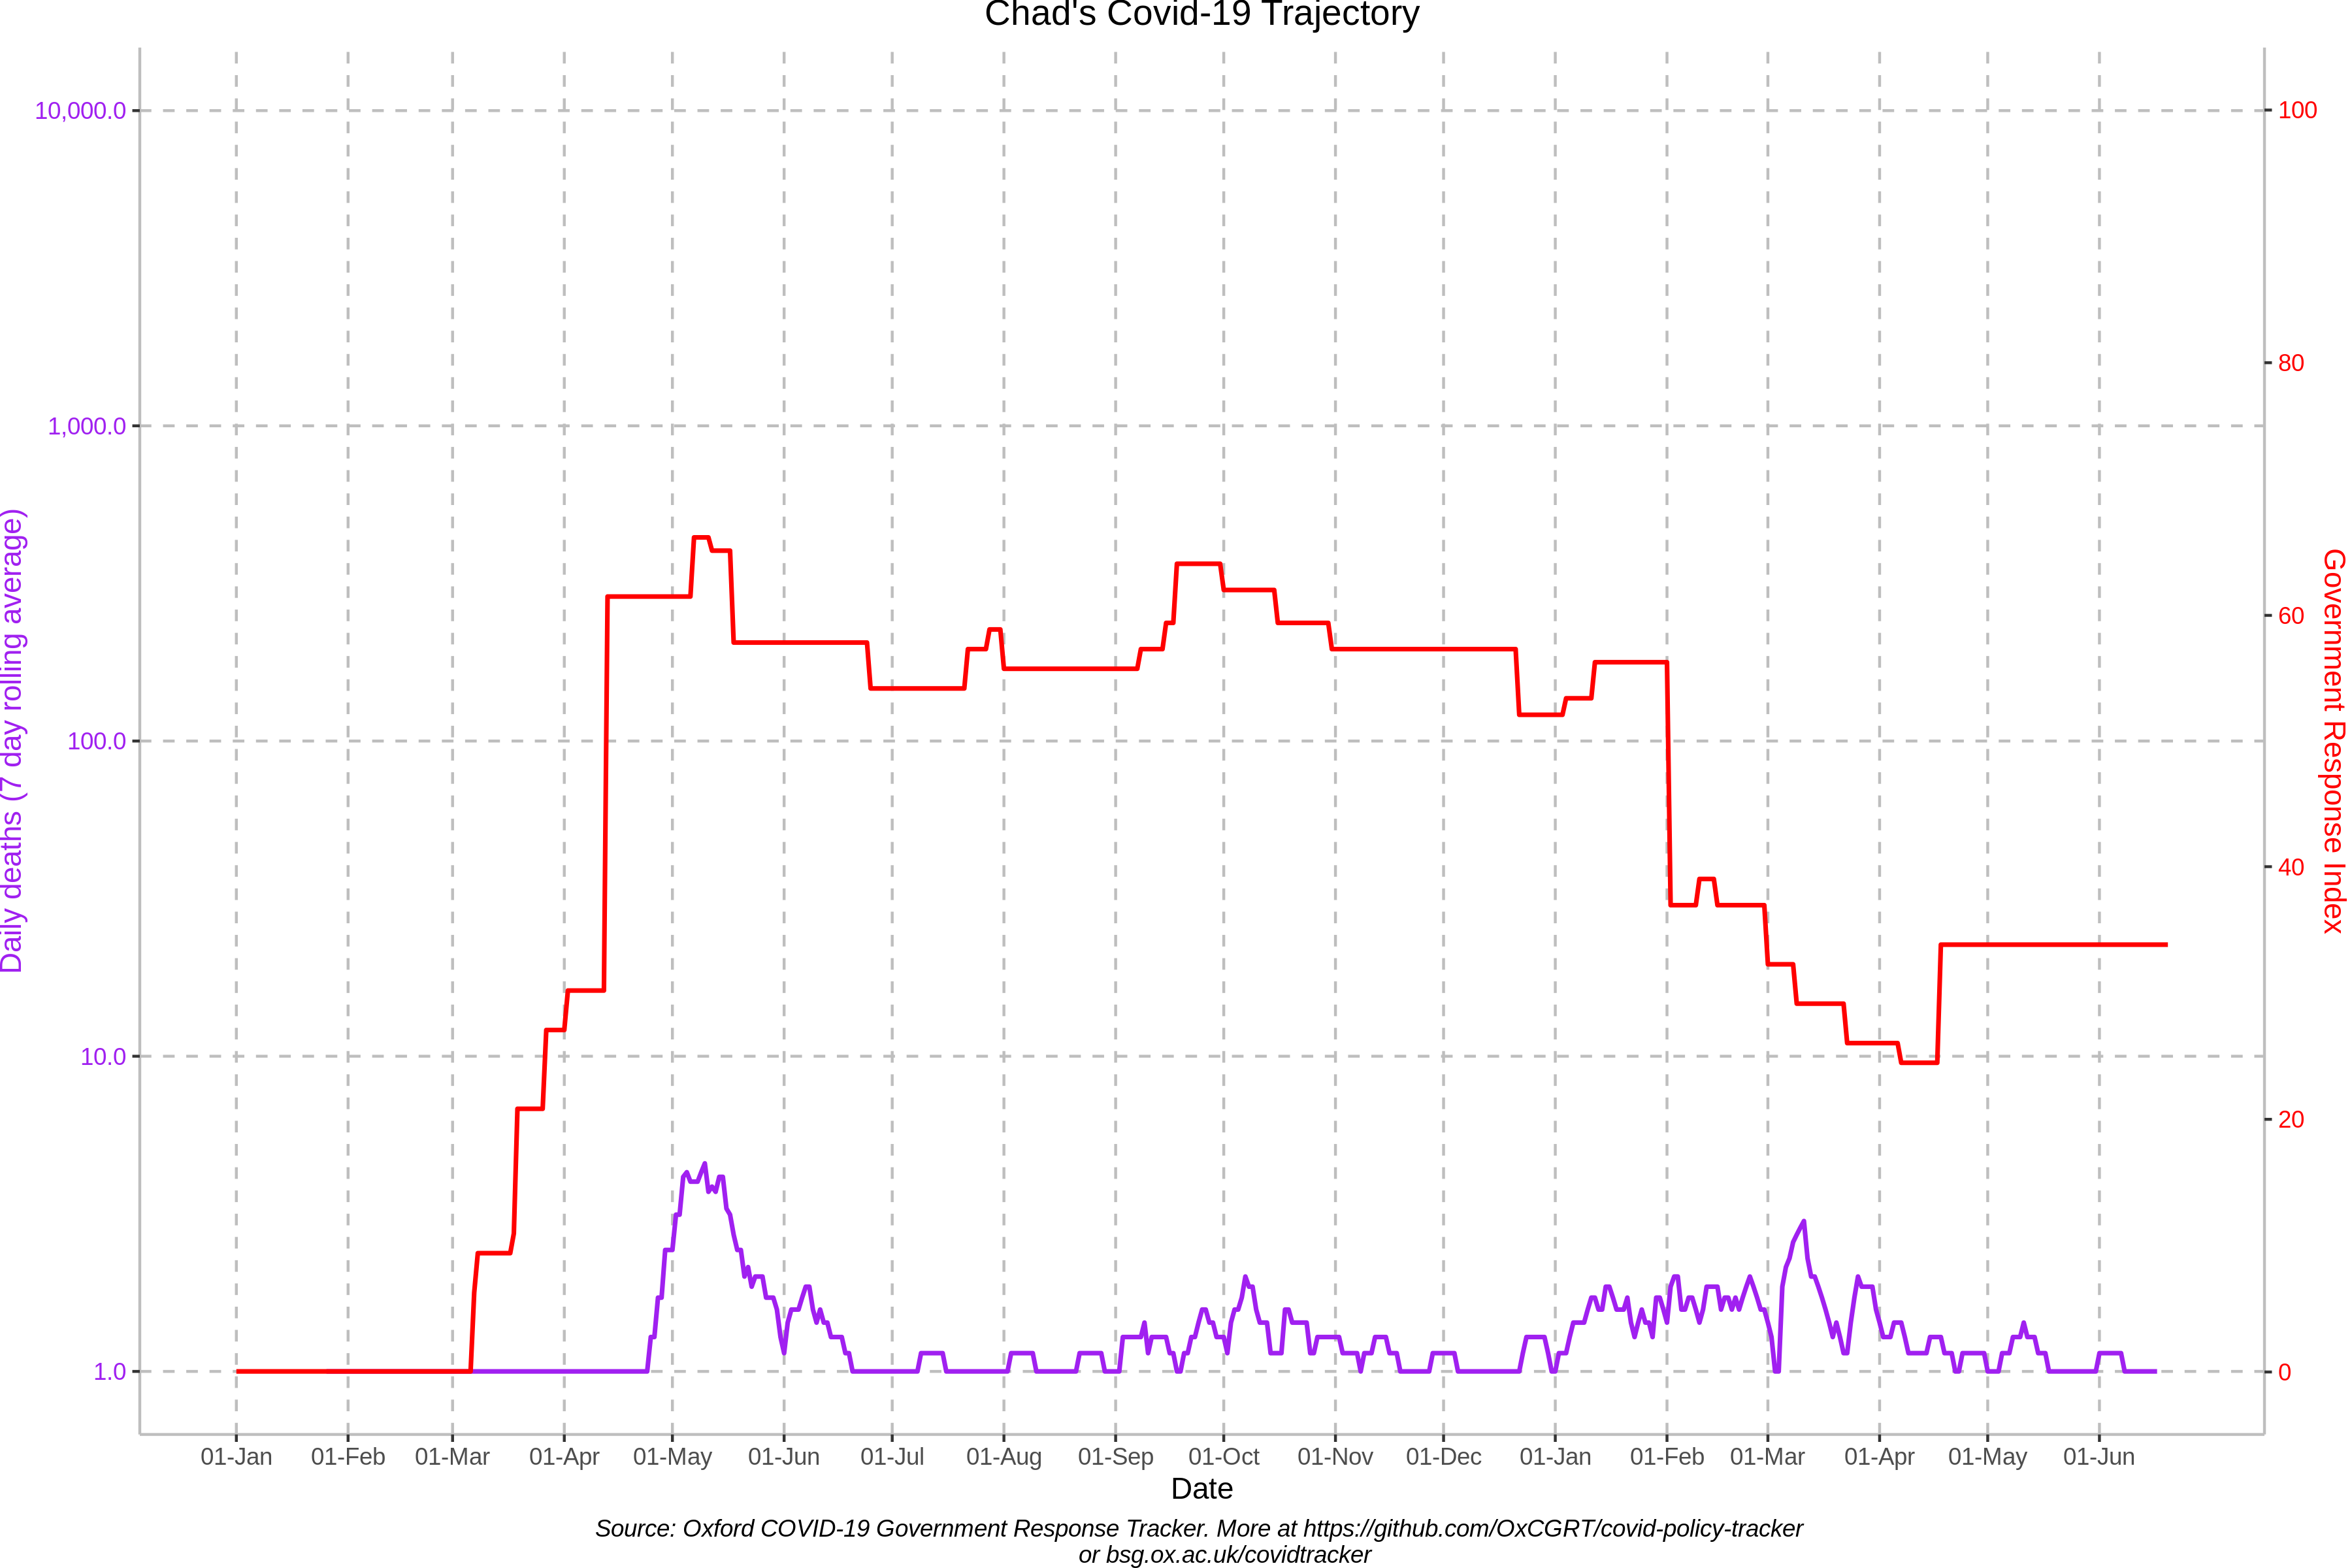 Chad's Covid-19 Trajectory
10,000.0
1,000.0
100.0
10.0
1.0
Daily deaths (7 day rolling average)
100
80
60
40
20
0
Government Response Index
01-Jan 01-Feb 01-Mar 01-Apr 01-May 01-Jun 01-Jul 01-Aug 01-Sep 01-Oct 01-Nov 01-Dec 01-Jan 01-Feb 01-Mar 01-Apr 01-May 01-Jun
Date
Source: Oxford COVID-19 Government Response Tracker. More at https://github.com/OxCGRT/covid-policy-tracker
or bsg.ox.ac.uk/covidtracker